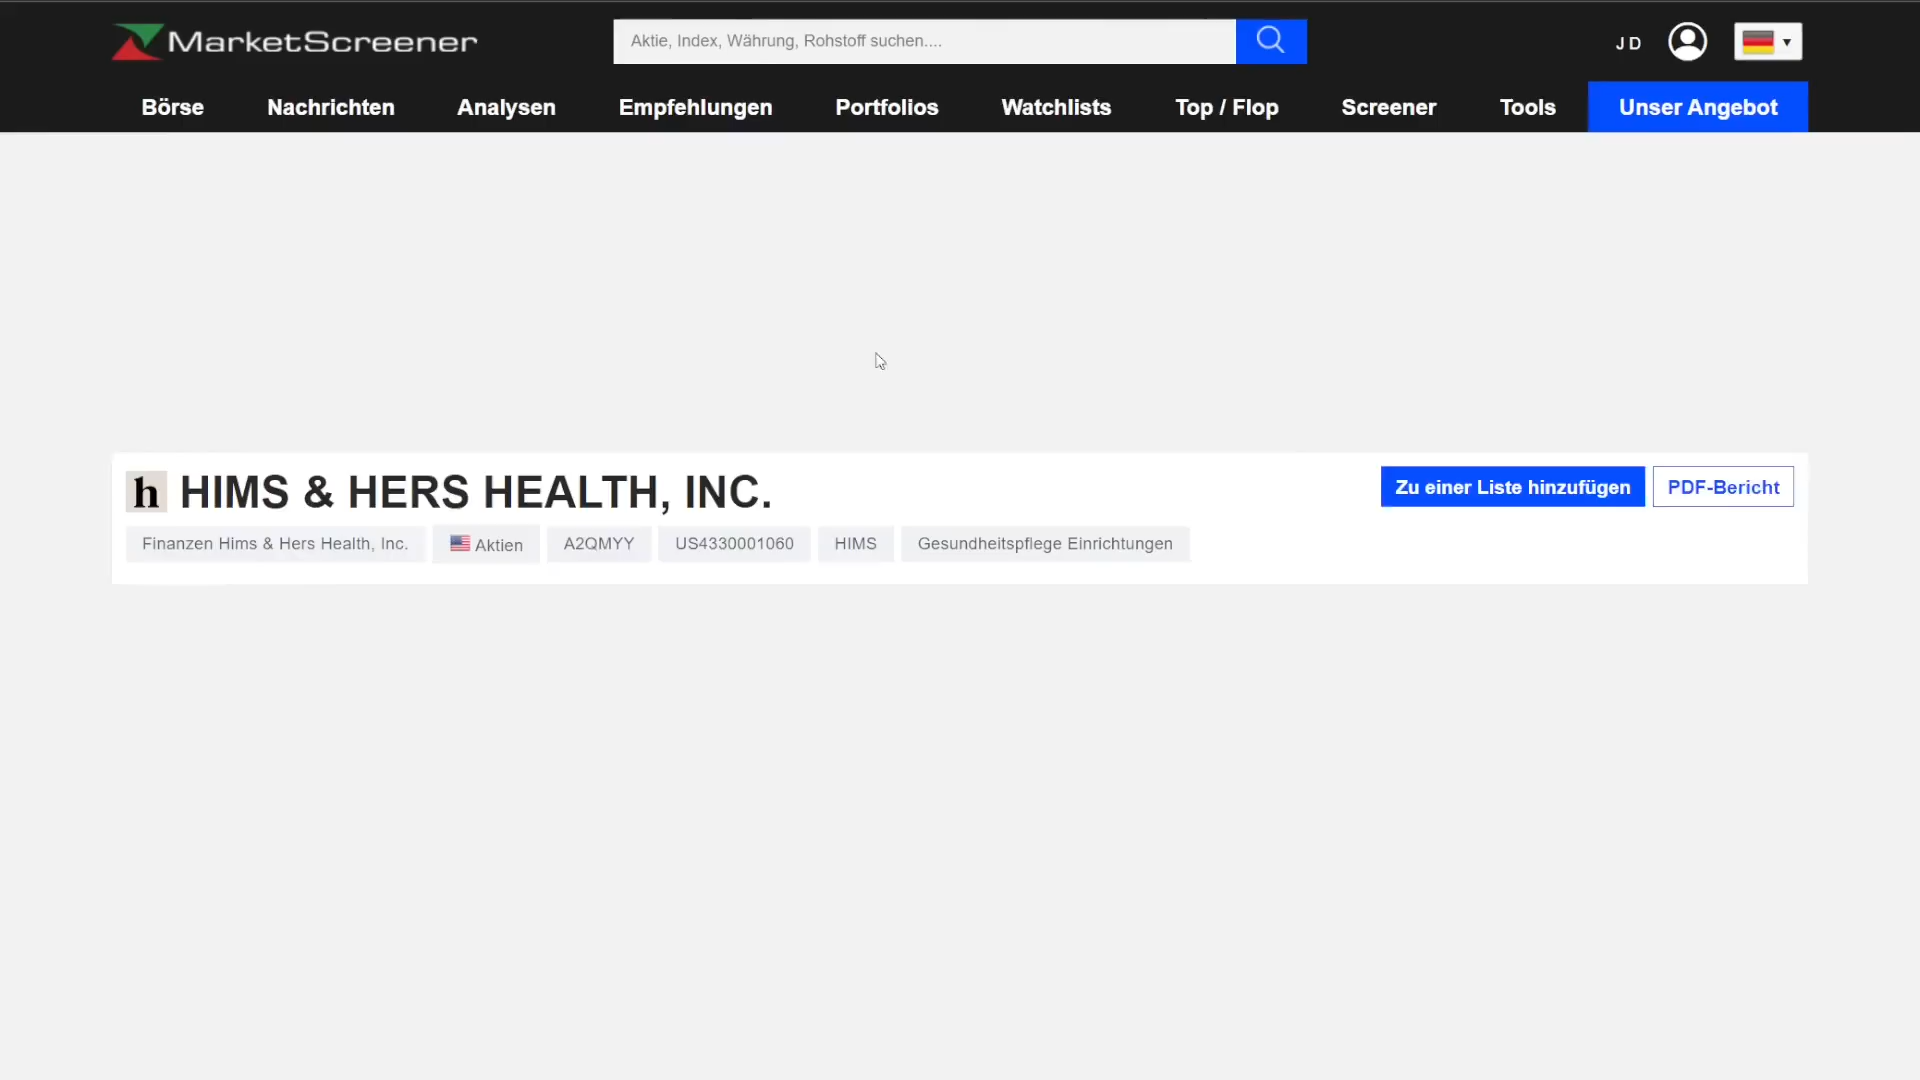 MarketScreener
Aktie, Index, Währung, Rohstoff suchen....
J D
Börse Nachrichten Analysen Empfehlungen Portfolios Watchlists Top / Flop Screener Tools Unser Angebot
h HIMS & HERS HEALTH, INC.
Zu einer Liste hinzufügen PDF-Bericht
Finanzen Hims & Hers Health, Inc. Aktien A2QMYY US4330001060 HIMS Gesundheitspflege Einrichtungen